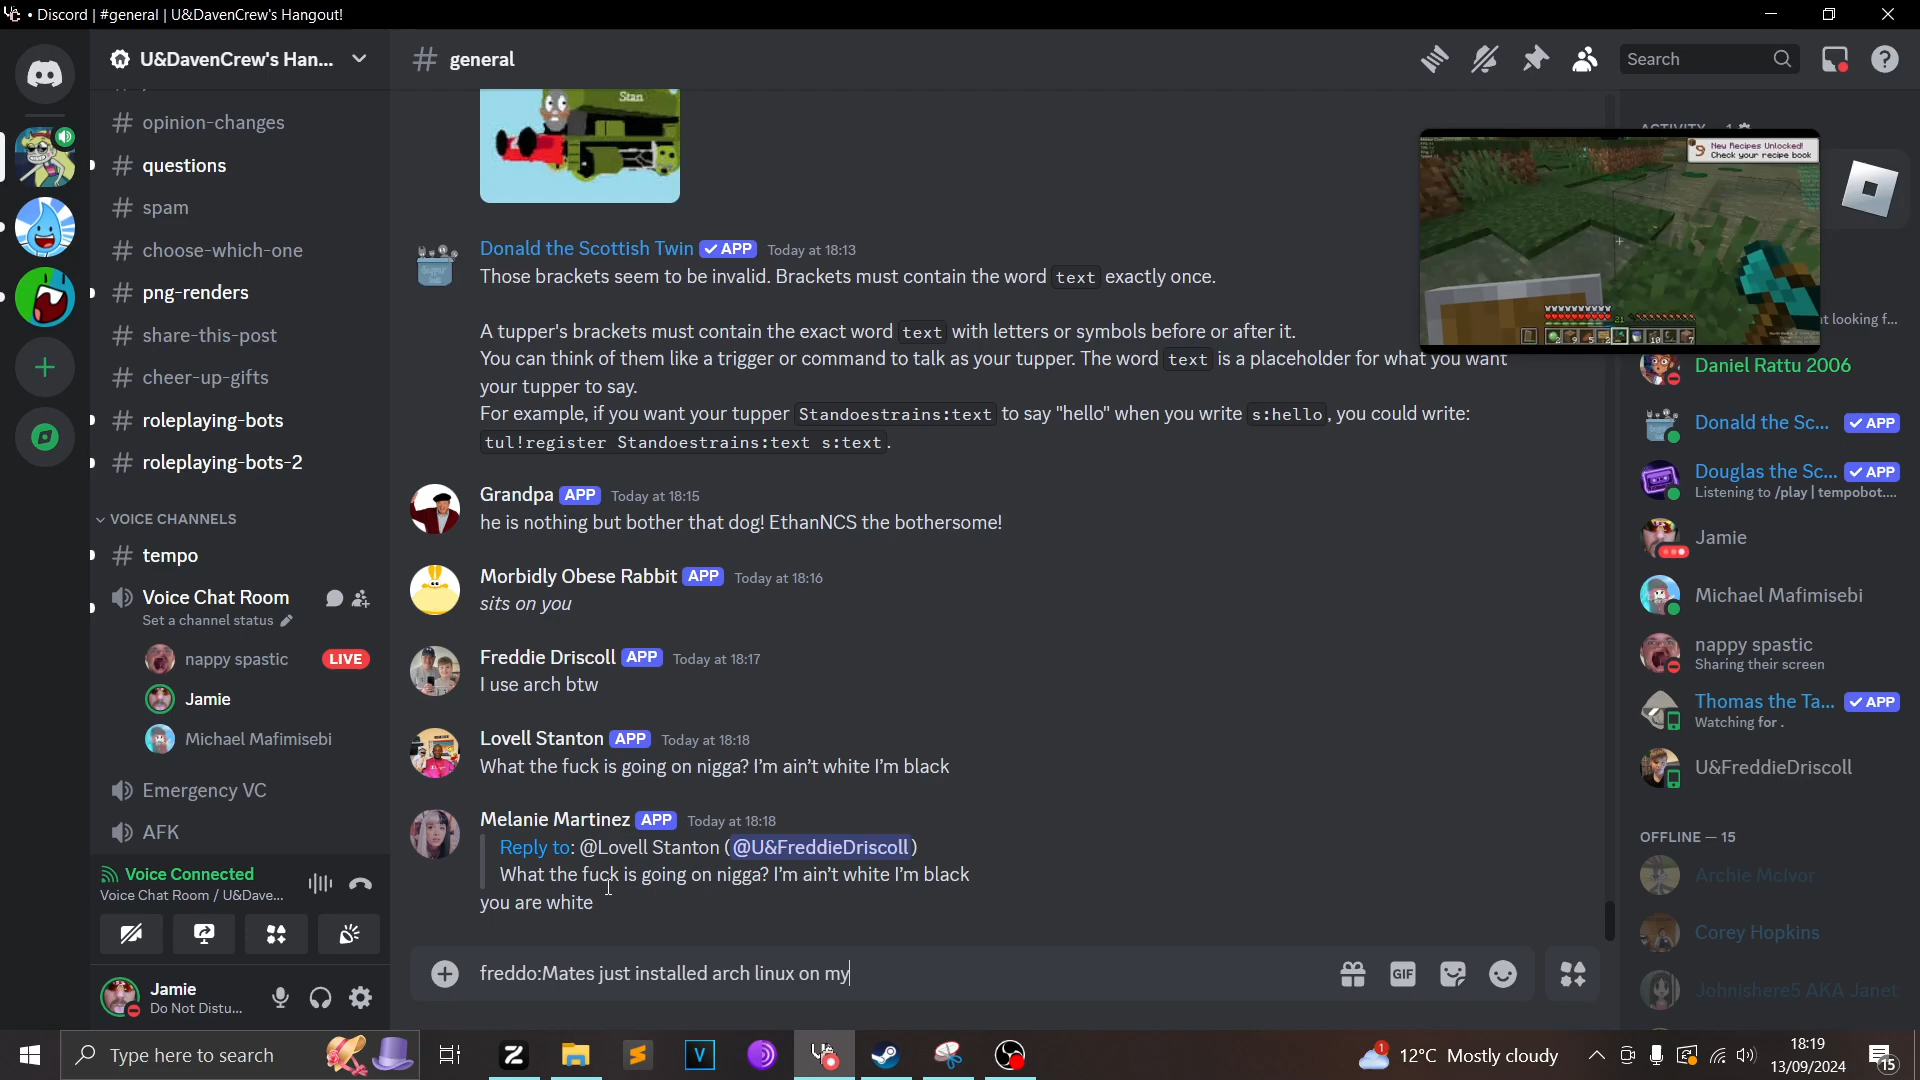 • Discord | #general | U&DavenCrew's Hangout!
U&DavenCrew's Han...
general
Search
opinion-changes
questions
spam
choose-which-one
png-renders
share-this-post
cheer-up-gifts
roleplaying-bots
roleplaying-bots-2
VOICE CHANNELS
tempo
Voice Chat Room
Set a channel status
nappy spastic LIVE
Jamie
Michael Mafimisebi
Emergency VC
AFK
Voice Connected
Voice Chat Room / U&Dave...
Jamie
Do Not Distu...
Stan
Donald the Scottish Twin ✓ APP Today at 18:13
Those brackets seem to be invalid. Brackets must contain the word text exactly once.
A tupper's brackets must contain the exact word text with letters or symbols before or after it.
You can think of them like a trigger or command to talk as your tupper. The word text is a placeholder for what you want
your tupper to say.
For example, if you want your tupper Standoestrains:text to say "hello" when you write s:hello, you could write:
tul!register Standoestrains:text s:text.
Grandpa APP Today at 18:15
he is nothing but bother that dog! EthanNCS the bothersome!
Morbidly Obese Rabbit APP Today at 18:16
sits on you
Freddie Driscoll APP Today at 18:17
I use arch btw
Lovell Stanton APP Today at 18:18
What the fuck is going on nigga? I'm ain't white I'm black
Melanie Martinez APP Today at 18:18
Reply to: @Lovell Stanton (@U&FreddieDriscoll)
What the fuck is going on nigga? I'm ain't white I'm black
you are white
freddo:Mates just installed arch linux on my
GIF
New Recipes Unlocked!
Check your recipe book
t looking f...
Daniel Rattu 2006
Donald the Sc... ✓ APP
Douglas the Sc... ✓ APP
Listening to /play | tempobot....
Jamie
Michael Mafimisebi
nappy spastic
Sharing their screen
Thomas the Ta... ✓ APP
Watching for .
U&FreddieDriscoll
OFFLINE — 15
Archie McIvor
Corey Hopkins
Johnishere5 AKA Janet
Type here to search
1 12°C Mostly cloudy
18:19
13/09/2024
15